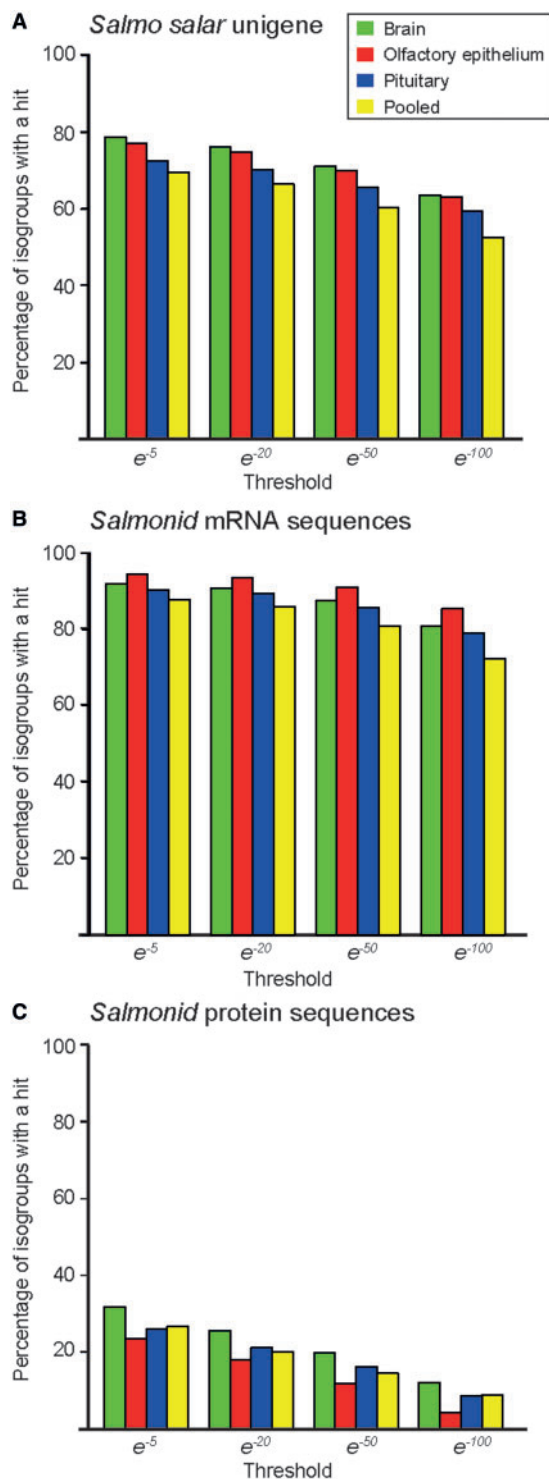 A
Salmo salar unigene
Brain
Olfactory epithelium
Pituitary
Pooled
Percentage of isogroups with a hit
100
80
60
40
20
e-5 e-20 e-50 e-100
Threshold
B
Salmonid mRNA sequences
Percentage of isogroups with a hit
100
80
60
40
20
e-5 e-20 e-50 e-100
Threshold
C
Salmonid protein sequences
Percentage of isogroups with a hit
100
80
60
40
20
e-5 e-20 e-50 e-100
Threshold